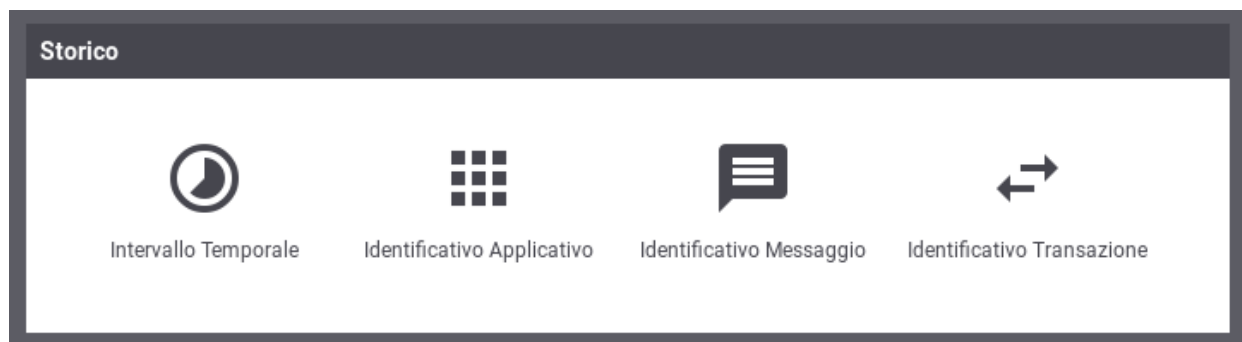 Storico
Intervallo Temporale
Identificativo Applicativo
Identificativo Messaggio
Identificativo Transazione